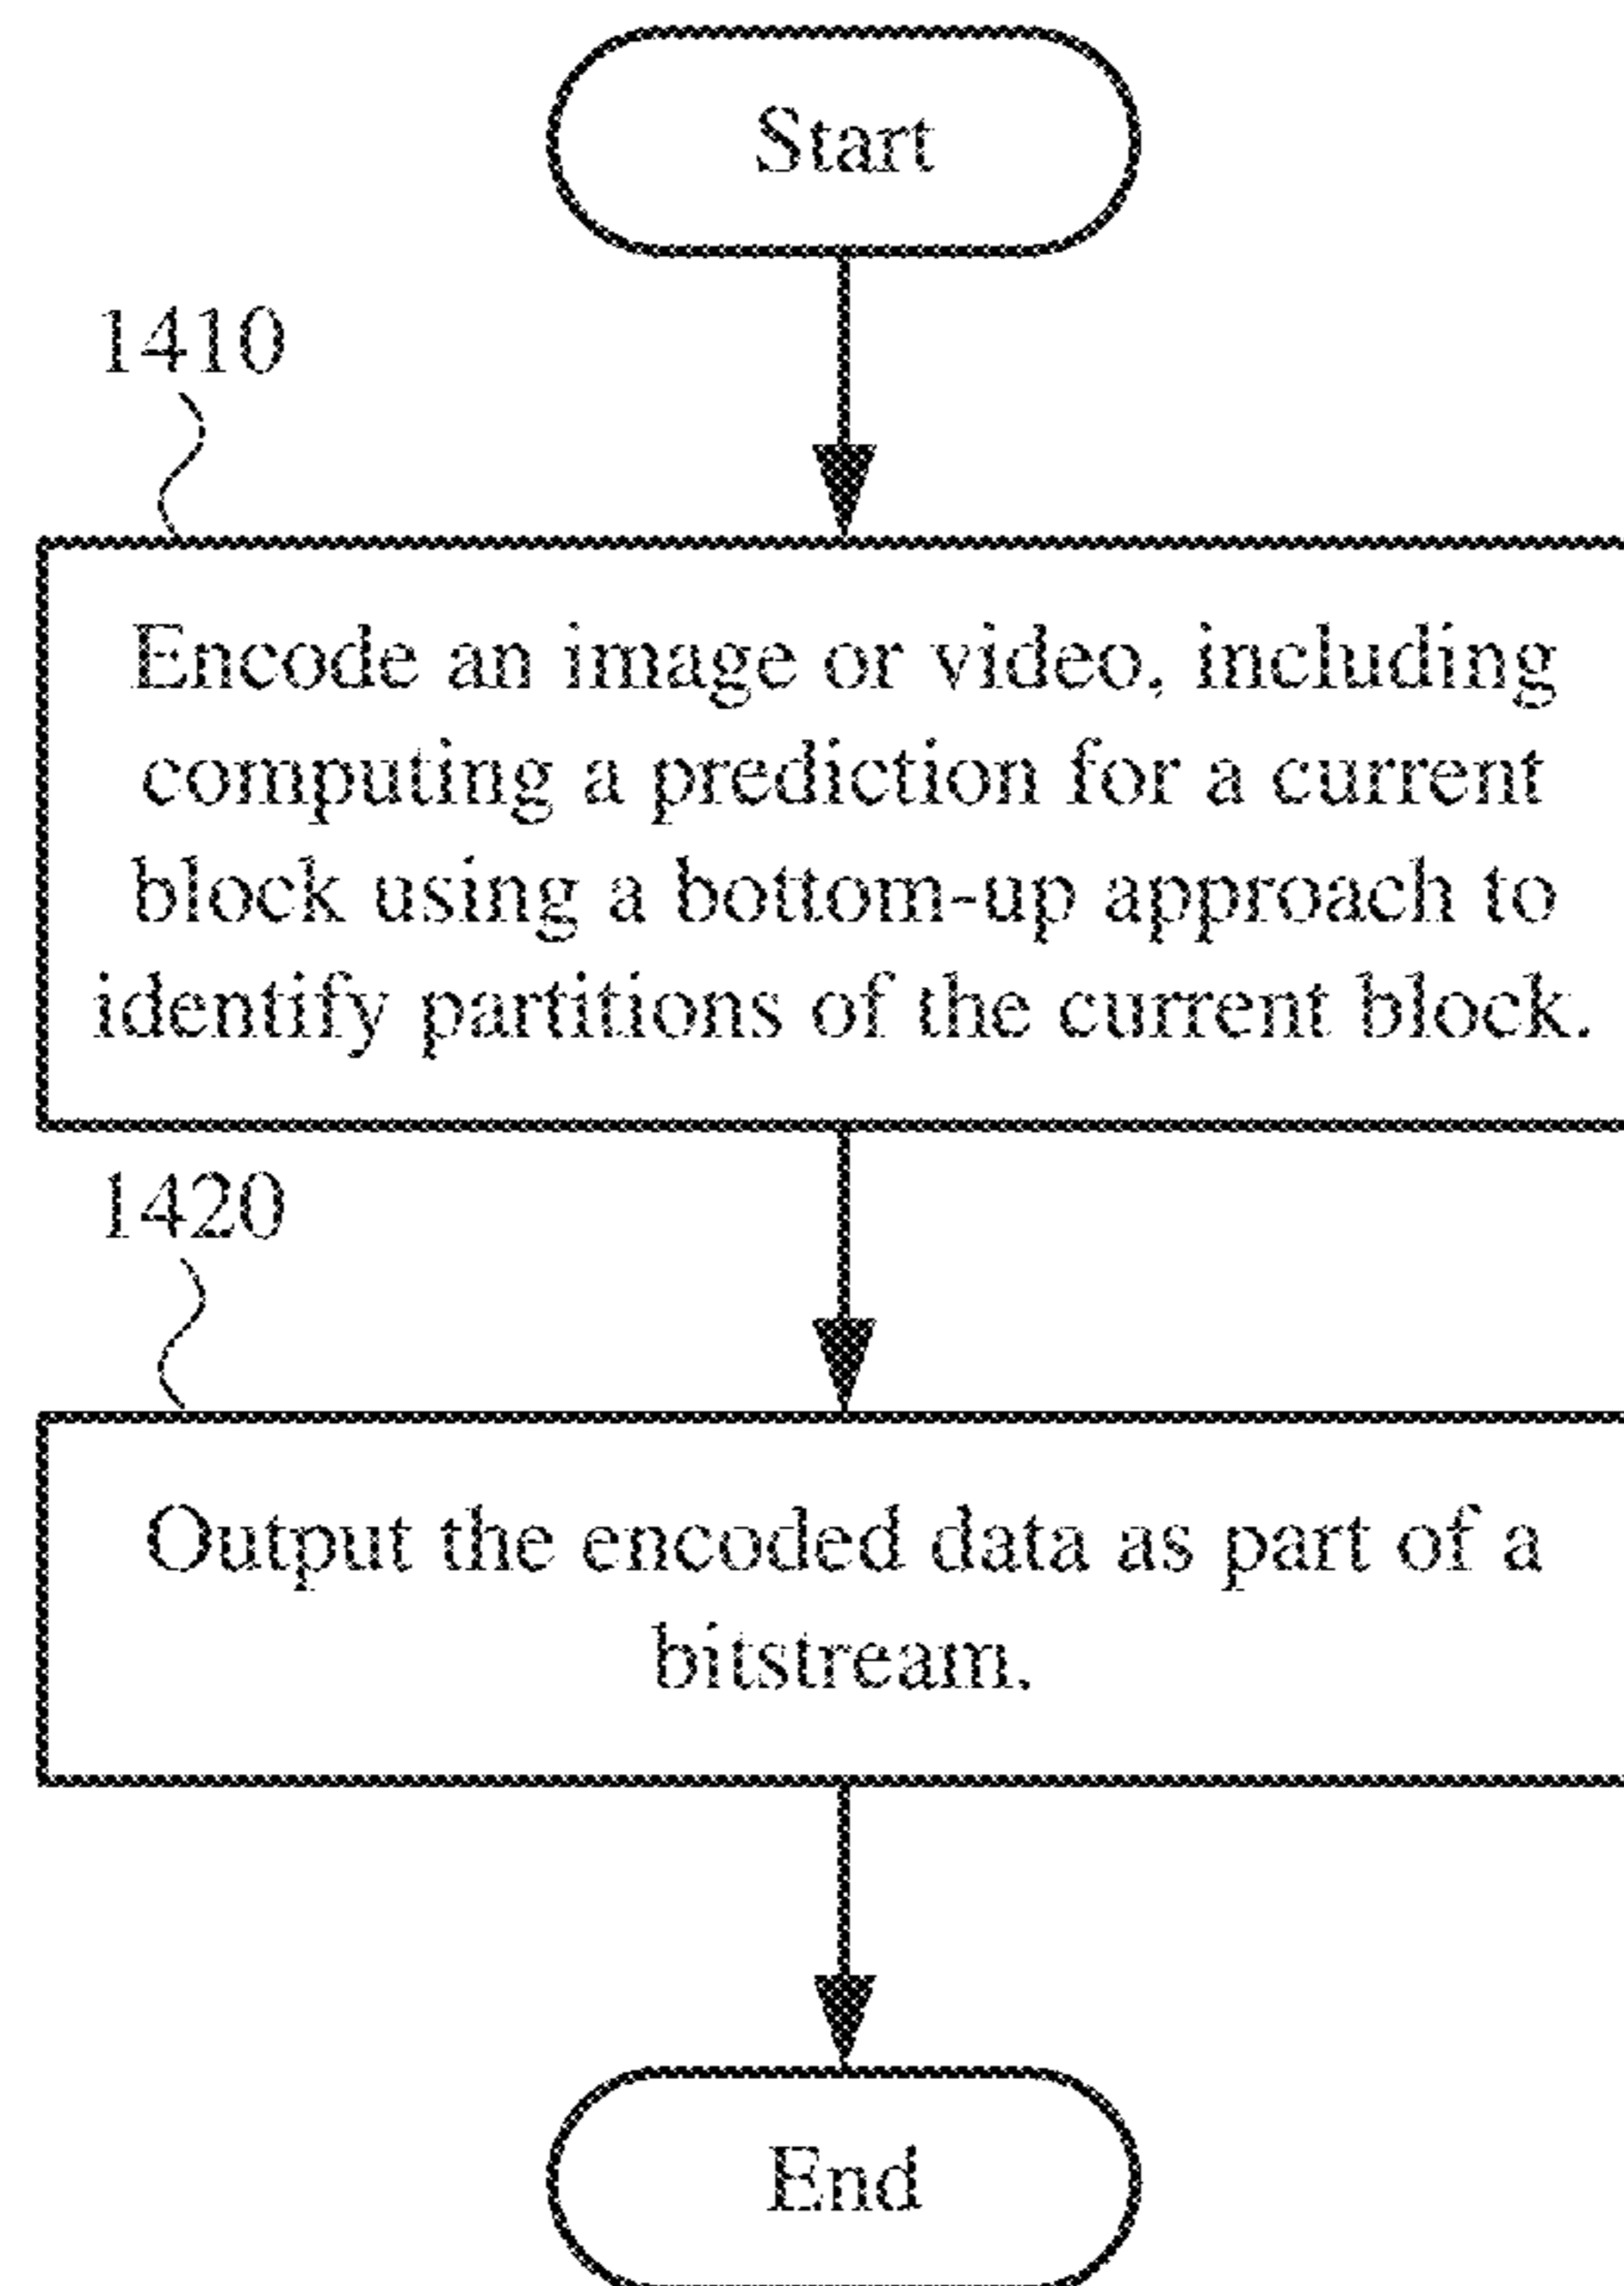 Start
1410
Encode an image or video, including
computing a prediction for a current
block using a bottom-up approach to
identify partitions of the current block.
1420
Output the encoded data as part of a
bitstream.
End